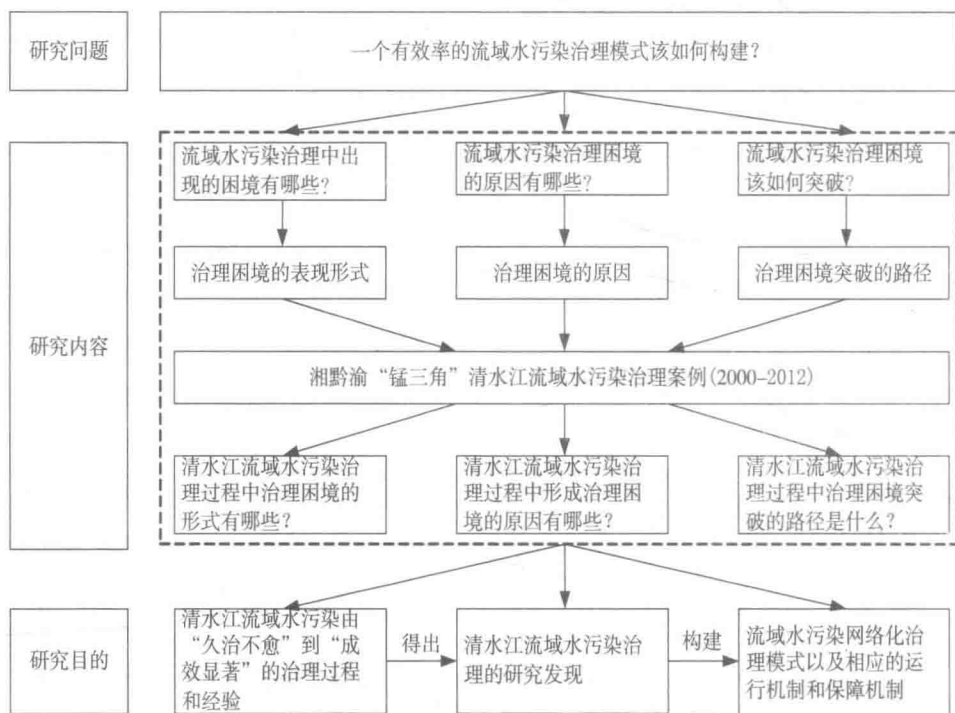 研究问题
一个有效率的流域水污染治理模式该如何构建?
研究内容
流域水污染治理中出
现的困境有哪些?
流域水污染治理困境
的原因有哪些?
流域水污染治理困境
该如何突破?
治理困境的表现形式
治理困境的原因
治理困境突破的路径
湘黔渝“锰三角”清水江流域水污染治理案例(2000-2012)
清水江流域水污染治
理过程中治理困境的
形式有哪些?
清水江流域水污染治
理过程中形成治理困
境的原因有哪些?
清水江流域水污染治
理过程中治理困境突
破的路径是什么?
研究目的
清水江流域水污染由
“久治不愈”到“成
效显著”的治理过程
和经验
得出
清水江流域水污染治
理的研究发现
构建
流域水污染网络化治
理模式以及相应的运
行机制和保障机制